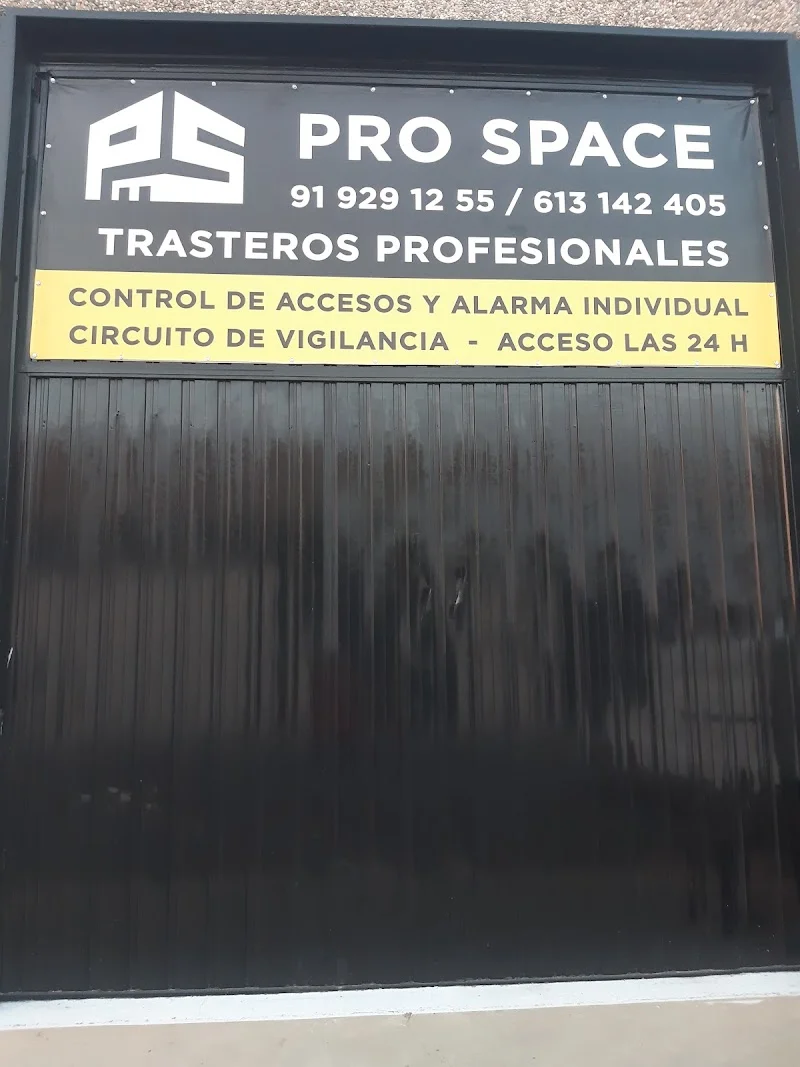 PS
PRO SPACE
91 929 12 55 / 613 142 405
TRASTEROS PROFESIONALES
CONTROL DE ACCESOS Y ALARMA INDIVIDUAL
CIRCUITO DE VIGILANCIA - ACCESO LAS 24 H